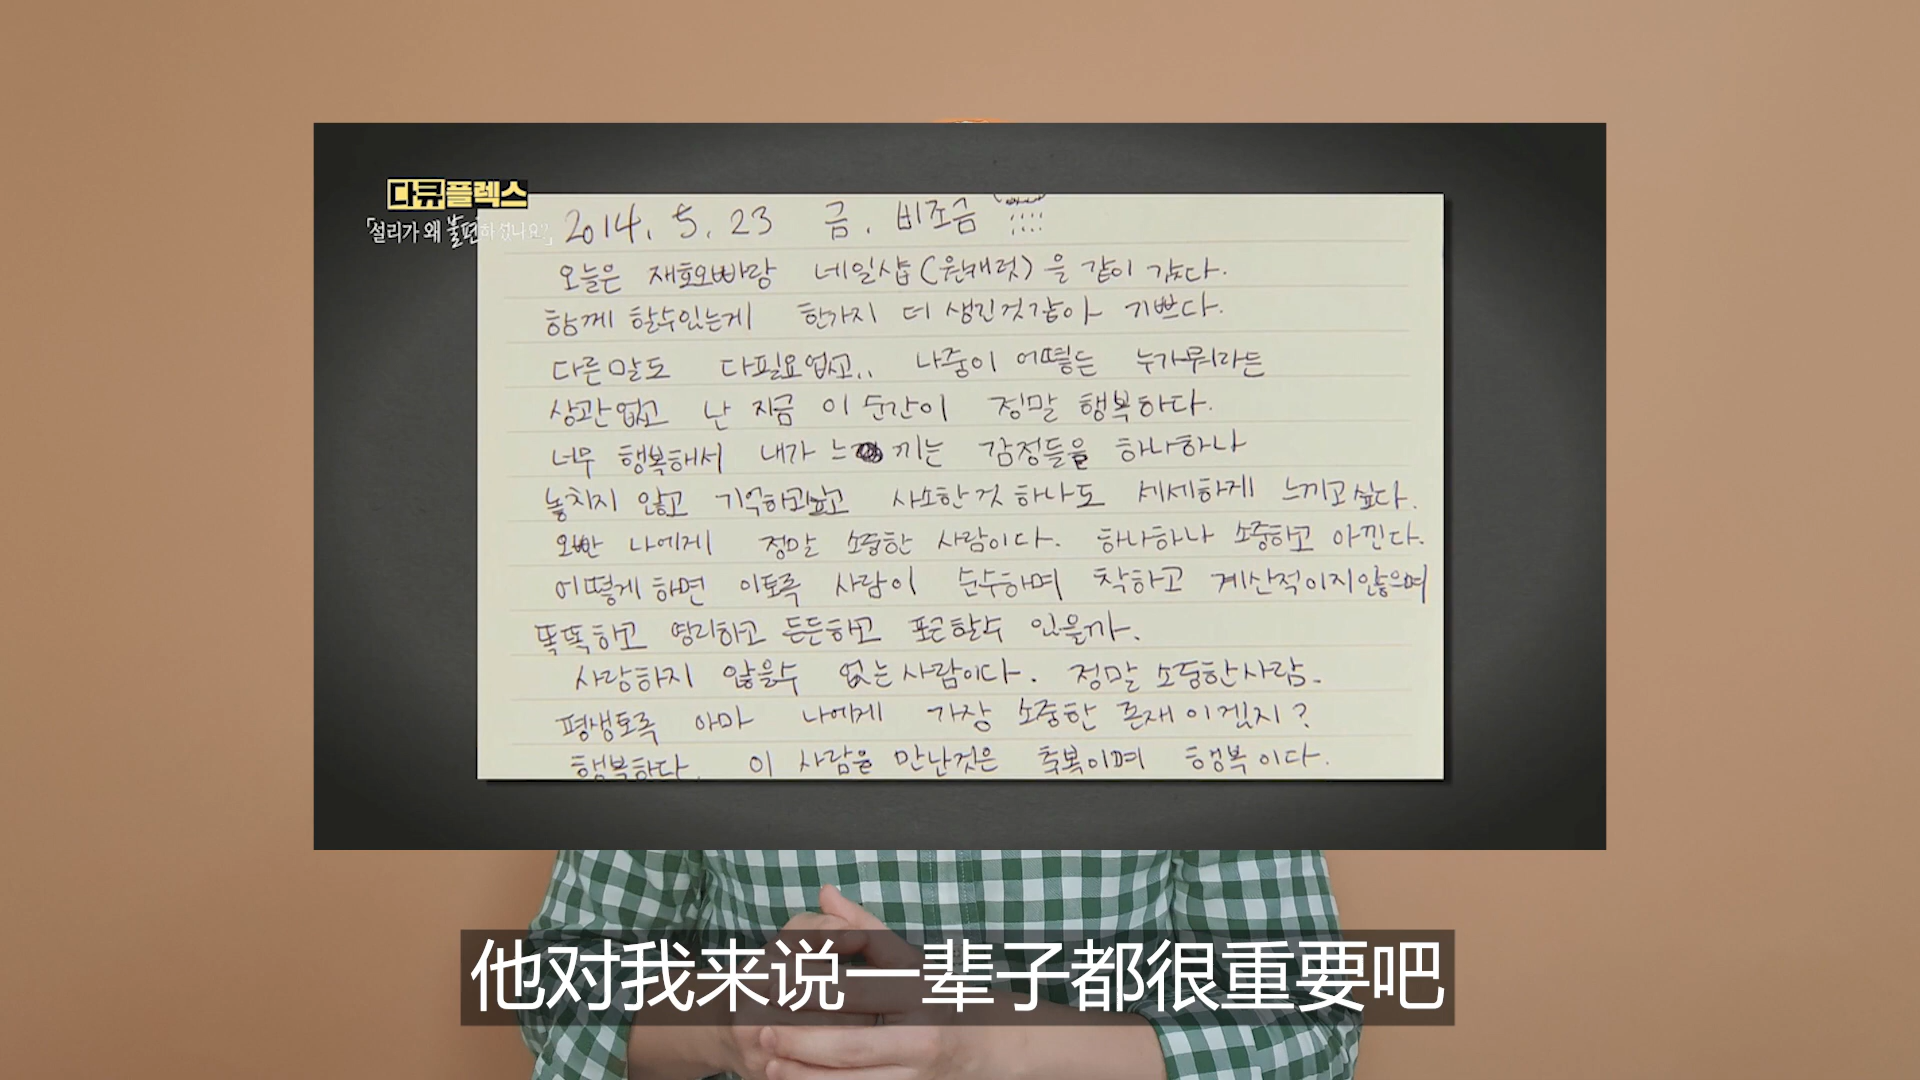 다큐플렉스
「설리가 왜 불편하셨나요?」
2014. 5. 23 금. 비조금
오늘은 재호오빠랑 네일샵(원캐럿)을 같이 갔다.
함께 할수있는게 한가지 더 생긴것같아 기쁘다.
다른말도 다필요없고.. 나중이 어떻든 누가뭐라든
상관없고 난 지금 이 순간이 정말 행복하다.
너무 행복해서 내가 느끼는 감정들을 하나하나
놓치지 않고 기억하고싶고 사소한것 하나도 세세하게 느끼고싶다.
오빤 나에게 정말 소중한 사람이다. 하나하나 소중하고 아낀다.
어떻게하면 이토록 사람이 순수하며 착하고 계산적이지않으며
똑똑하고 영리하고 든든하고 포근할수 있을까.
사랑하지 않을수 없는사람이다. 정말 소중한사람.
평생토록 아마 나에게 가장 소중한 존재이겠지?
행복하다. 이 사람을 만난것은 축복이며 행복이다.
他对我来说一辈子都很重要吧